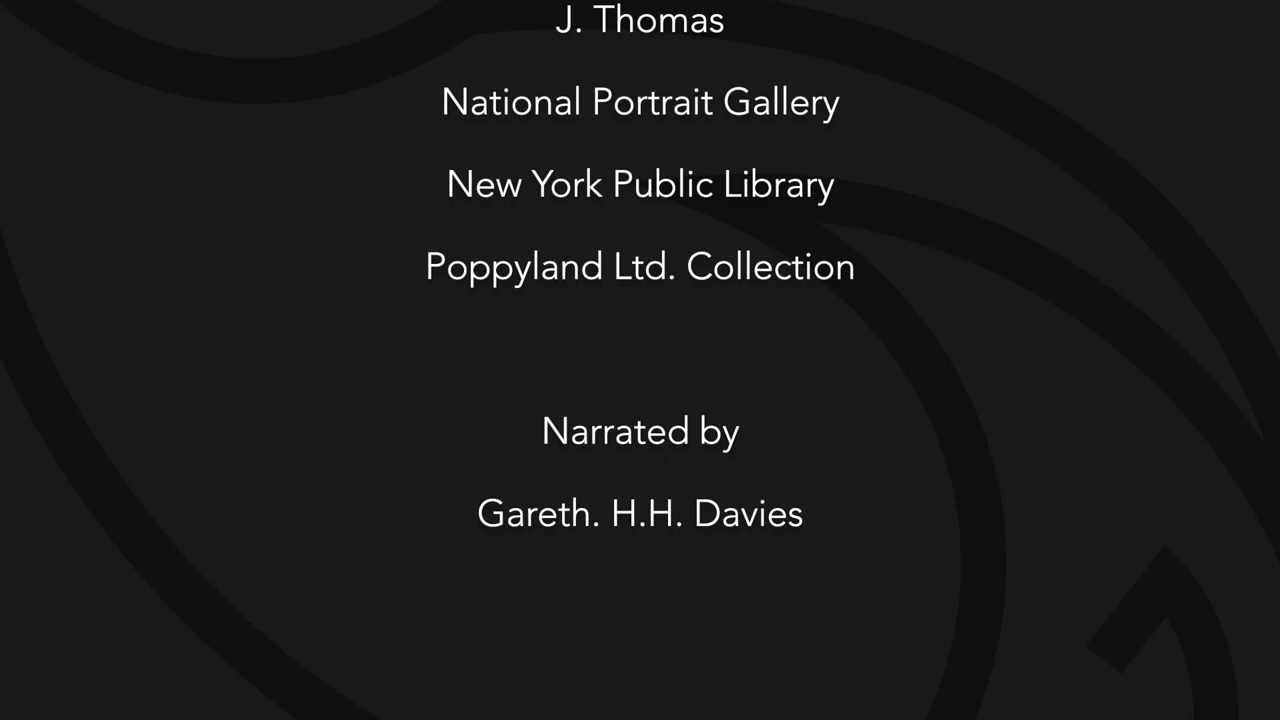 J. Thomas
National Portrait Gallery
New York Public Library
Poppyland Ltd. Collection
Narrated by
Gareth. H.H. Davies